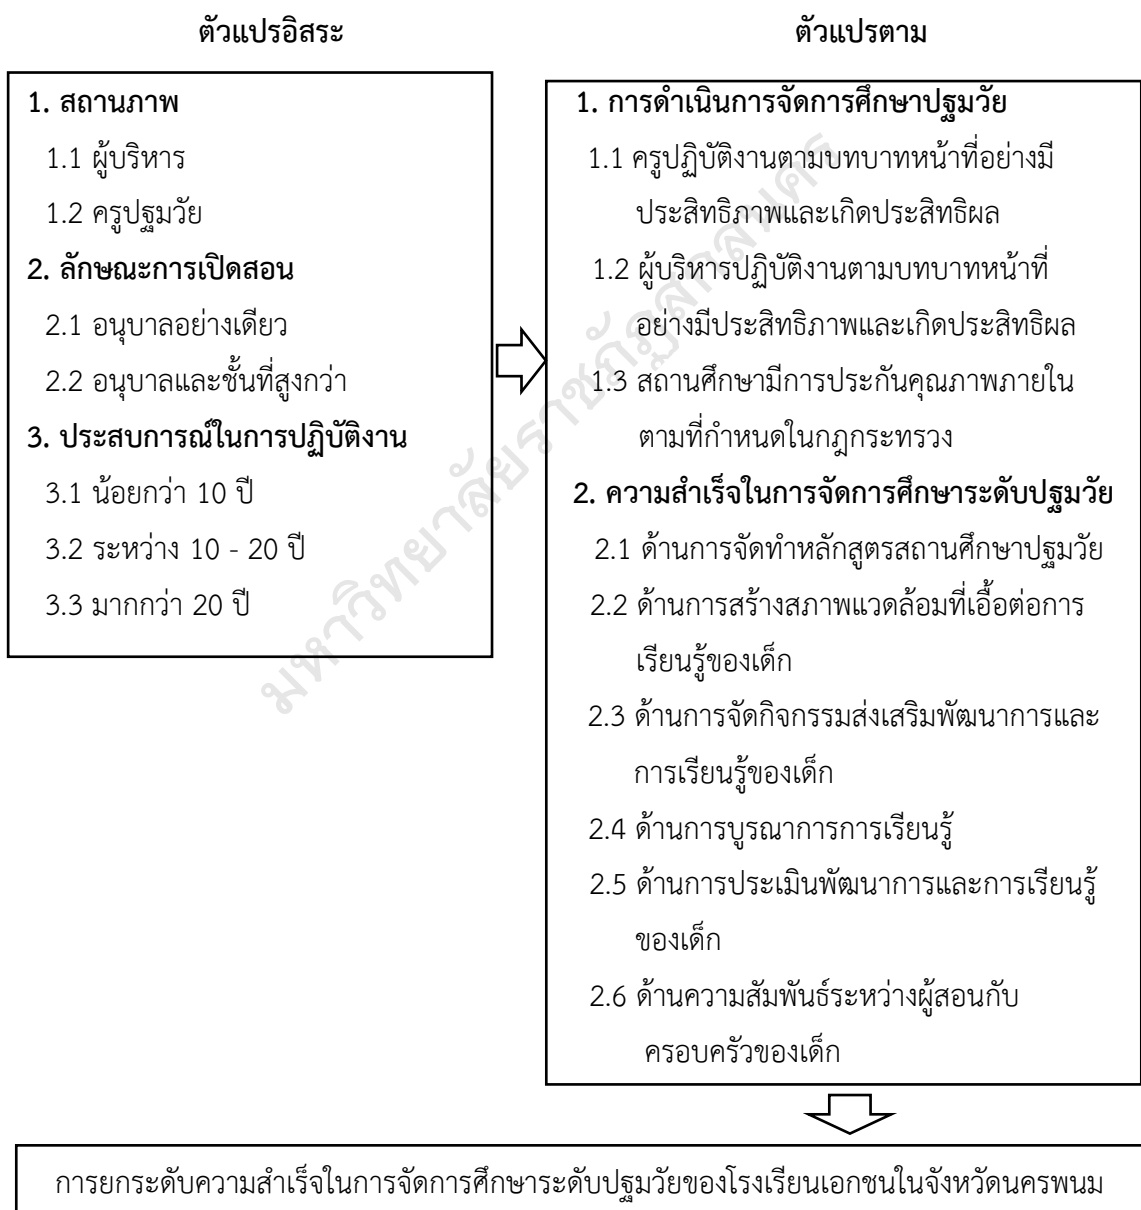 ตัวแปรอิสระ
ตัวแปรตาม
1. สถานภาพ
1.1 ผู้บริหาร
1.2 ครูปฐมวัย
2. ลักษณะการเปิดสอน
2.1 อนุบาลอย่างเดียว
2.2 อนุบาลและชั้นที่สูงกว่า
3. ประสบการณ์ในการปฏิบัติงาน
3.1 น้อยกว่า 10 ปี
3.2 ระหว่าง 10 - 20 ปี
3.3 มากกว่า 20 ปี
1. การดำเนินการจัดการศึกษาปฐมวัย
1.1 ครูปฏิบัติงานตามบทบาทหน้าที่อย่างมี
ประสิทธิภาพและเกิดประสิทธิผล
1.2 ผู้บริหารปฏิบัติงานตามบทบาทหน้าที่
อย่างมีประสิทธิภาพและเกิดประสิทธิผล
1.3 สถานศึกษามีการประกันคุณภาพภายใน
ตามที่กำหนดในกฎกระทรวง
2. ความสำเร็จในการจัดการศึกษาระดับปฐมวัย
2.1 ด้านการจัดทำหลักสูตรสถานศึกษาปฐมวัย
2.2 ด้านการสร้างสภาพแวดล้อมที่เอื้อต่อการ
เรียนรู้ของเด็ก
2.3 ด้านการจัดกิจกรรมส่งเสริมพัฒนาการและ
การเรียนรู้ของเด็ก
2.4 ด้านการบูรณาการการเรียนรู้
2.5 ด้านการประเมินพัฒนาการและการเรียนรู้
ของเด็ก
2.6 ด้านความสัมพันธ์ระหว่างผู้สอนกับ
ครอบครัวของเด็ก
การยกระดับความสำเร็จในการจัดการศึกษาระดับปฐมวัยของโรงเรียนเอกชนในจังหวัดนครพนม
มหาวิทยาลัยราชภัฏสกลนคร